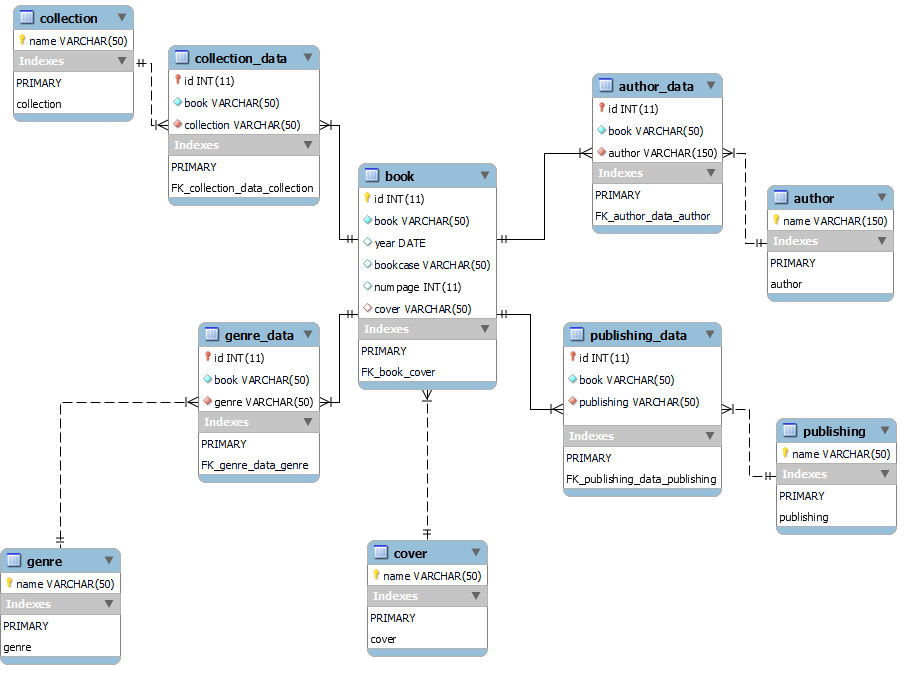 collection
name VARCHAR(50)
Indexes
PRIMARY
collection
collection_data
id INT(11)
book VARCHAR(50)
collection VARCHAR(50)
Indexes
PRIMARY
FK_collection_data_collection
author_data
id INT(11)
book VARCHAR(50)
author VARCHAR(150)
Indexes
PRIMARY
FK_author_data_author
book
id INT(11)
book VARCHAR(50)
year DATE
bookcase VARCHAR(50)
numpage INT(11)
cover VARCHAR(50)
Indexes
PRIMARY
FK_book_cover
author
name VARCHAR(150)
Indexes
PRIMARY
author
genre_data
id INT(11)
book VARCHAR(50)
genre VARCHAR(50)
Indexes
PRIMARY
FK_genre_data_genre
publishing_data
id INT(11)
book VARCHAR(50)
publishing VARCHAR(50)
Indexes
PRIMARY
FK_publishing_data_publishing
publishing
name VARCHAR(50)
Indexes
PRIMARY
publishing
genre
name VARCHAR(50)
Indexes
PRIMARY
genre
cover
name VARCHAR(50)
Indexes
PRIMARY
cover